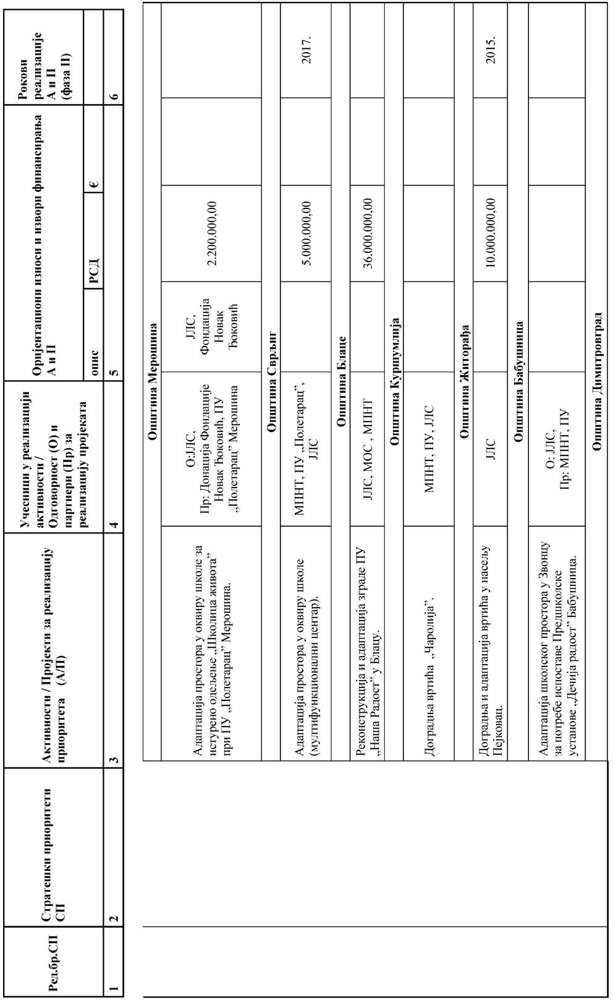 Ред.бр.СП
Стратешки приоритети
СП
Активности / Пројекти за реализацију
приоритета (А/П)
Учесници у реализацији
активности /
Одговорност (О) и
партнери (Пр) за
реализацију пројеката
Оријентациони износи и извори финансирања
А и П
опис
РСД
€
Рокови
реализације
А и П
(фаза II)
1
2
3
4
5
6
Општина Мерошина
Адаптација простора у оквиру школе за
истурено одељење „Школица живота”
при ПУ „Полетарац” Мерошина.
О:ЈЛС,
Пр: Донација Фондације
Новак Ђоковић, ПУ
„Полетарац” Мерошина
ЈЛС,
Фондација
Новак
Ђоковић
2.200.000,00
Општина Сврљиг
Адаптација простора у оквиру школе
(мултифункционални центар).
МПНТ, ПУ „Полетарац”,
ЈЛС
5.000.000,00
2017.
Општина Блаце
Реконструкција и адаптација зграде ПУ
„Наша Радост” у Блацу.
ЈЛС, МОС , МПНТ
36.000.000,00
Општина Куршумлија
Доградња вртића „Чаролија”.
МПНТ, ПУ, ЈЛС
Општина Житорађа
Доградња и адаптација вртића у насељу
Пејковац.
ЈЛС
10.000.000,00
2015.
Општина Бабушница
Адаптација школског простора у Звонцу
за потребе испоставе Предшколске
установе „Дечија радост” Бабушница.
О: ЈЛС,
Пр: МПНТ, ПУ
Општина Димитровград